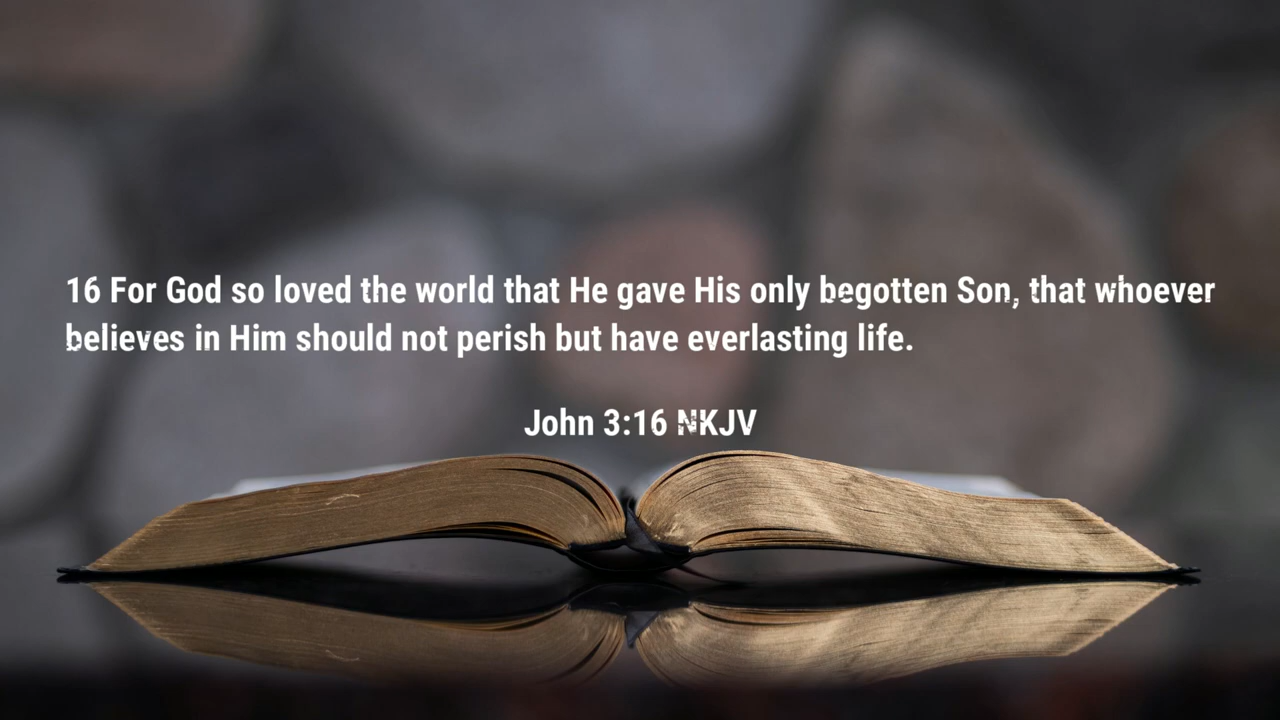 16 For God so loved the world that He gave His only begotten Son, that whoever
believes in Him should not perish but have everlasting life.
John 3:16 NKJV